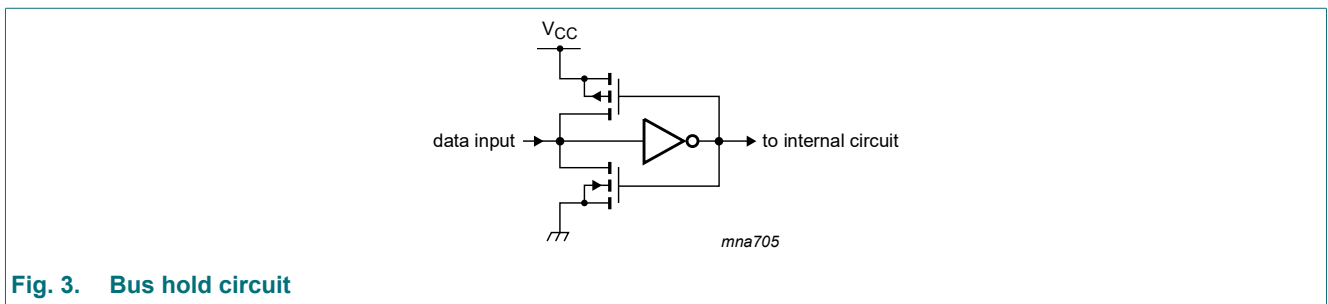 VCC
data input
to internal circuit
mna705
Fig. 3. Bus hold circuit